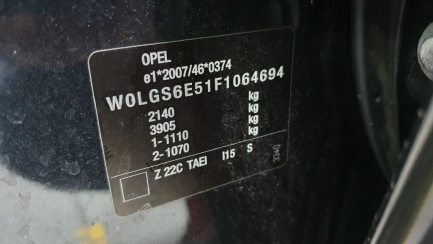 OPEL
e1*2007/46*0374
W0LGS6E51F1064694
2140 kg
3905 kg
1-1110 kg
2-1070 kg
Z 22C TAEI I15 S